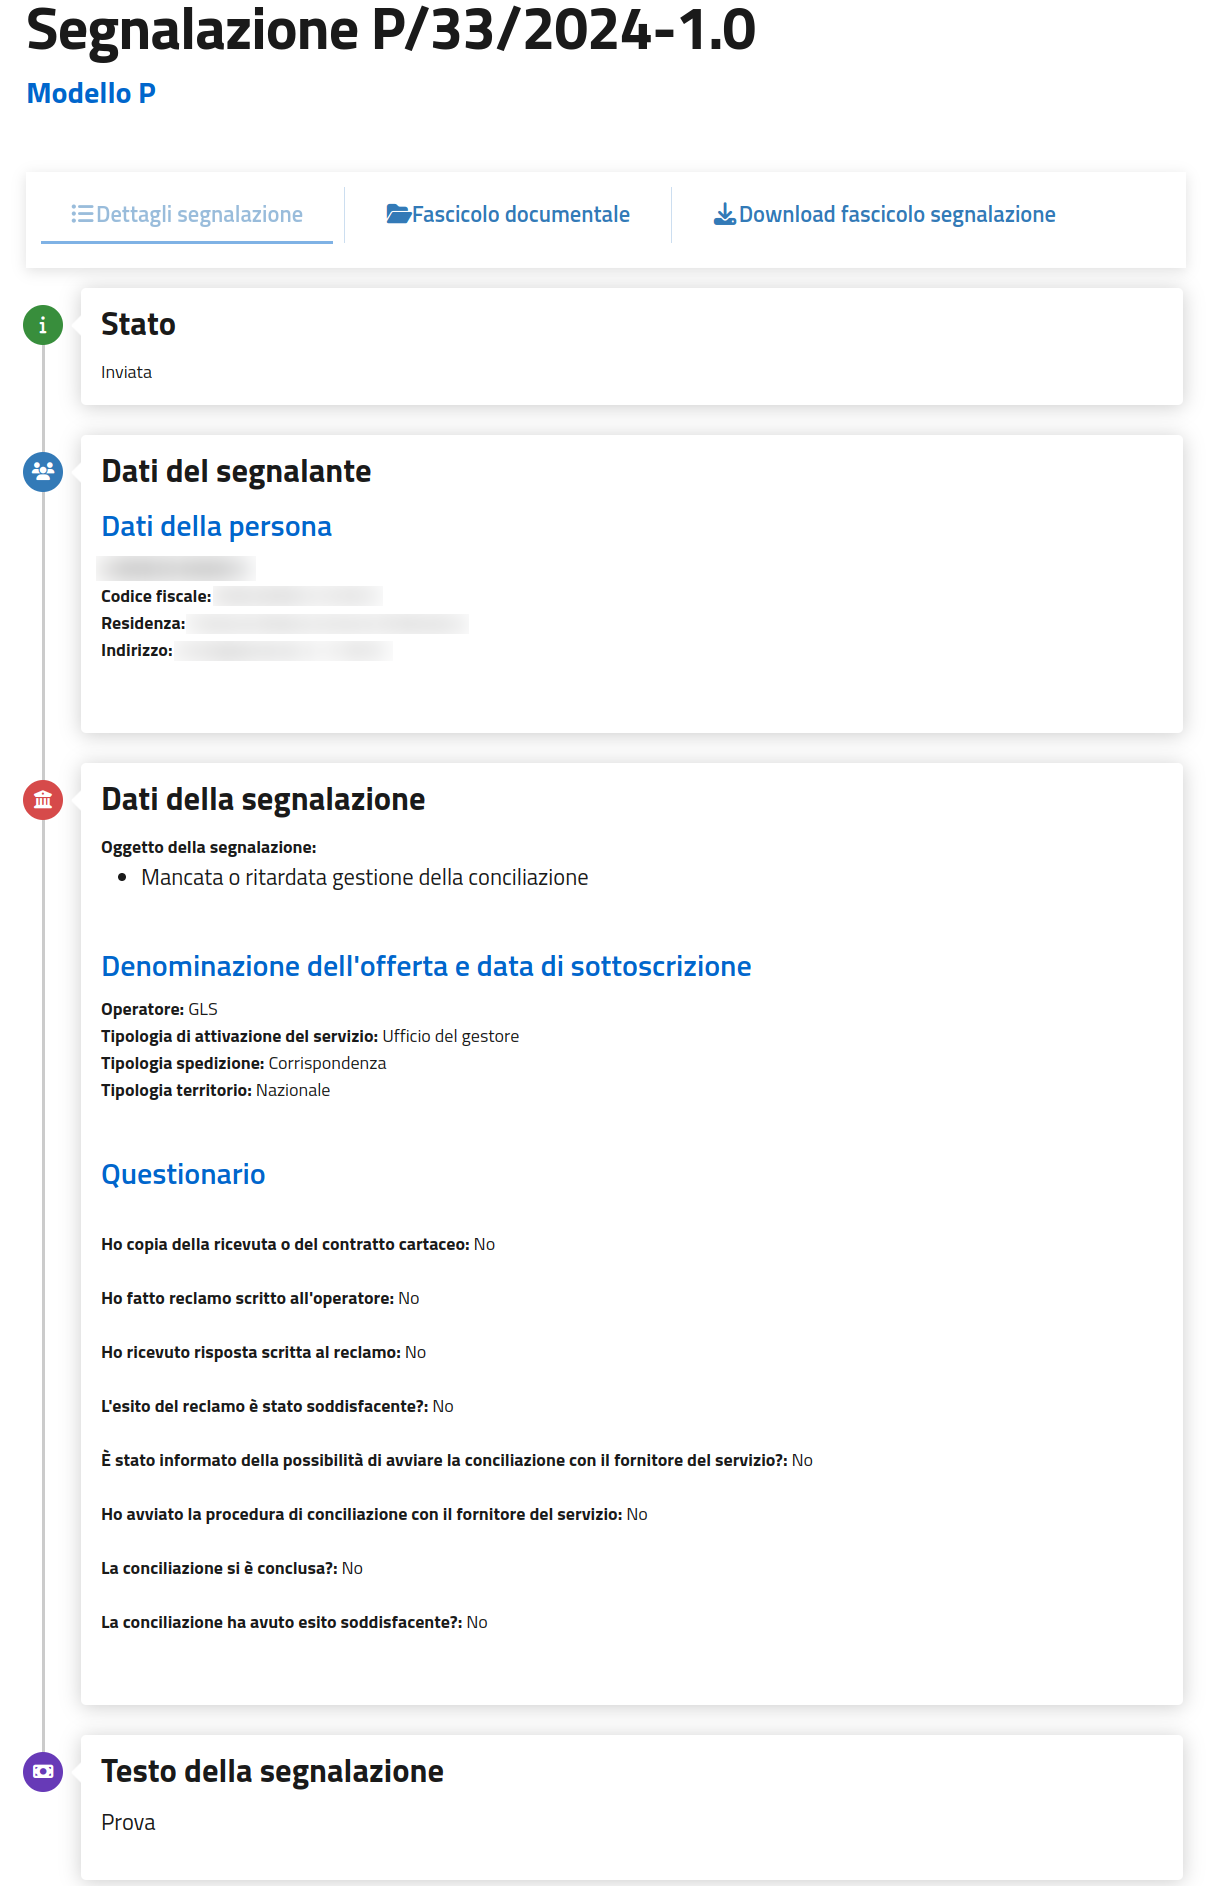 Segnalazione P/33/2024-1.0
Modello P
Dettagli segnalazione
Fascicolo documentale
Download fascicolo segnalazione
Stato
Inviata
Dati del segnalante
Dati della persona
Codice fiscale:
Residenza:
Indirizzo:
Dati della segnalazione
Oggetto della segnalazione:
Mancata o ritardata gestione della conciliazione
Denominazione dell'offerta e data di sottoscrizione
Operatore: GLS
Tipologia di attivazione del servizio: Ufficio del gestore
Tipologia spedizione: Corrispondenza
Tipologia territorio: Nazionale
Questionario
Ho copia della ricevuta o del contratto cartaceo: No
Ho fatto reclamo scritto all'operatore: No
Ho ricevuto risposta scritta al reclamo: No
L'esito del reclamo è stato soddisfacente?: No
È stato informato della possibilità di avviare la conciliazione con il fornitore del servizio?: No
Ho avviato la procedura di conciliazione con il fornitore del servizio: No
La conciliazione si è conclusa?: No
La conciliazione ha avuto esito soddisfacente?: No
Testo della segnalazione
Prova